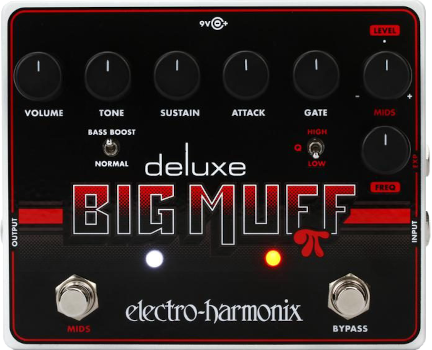 9V +
LEVEL
VOLUME TONE SUSTAIN ATTACK GATE - + MIDS
BASS BOOST
NORMAL
HIGH
Q
LOW
EXP
FREQ
deluxe
BIG MUFF
π
OUTPUT
INPUT
MIDS
electro-harmonix
BYPASS